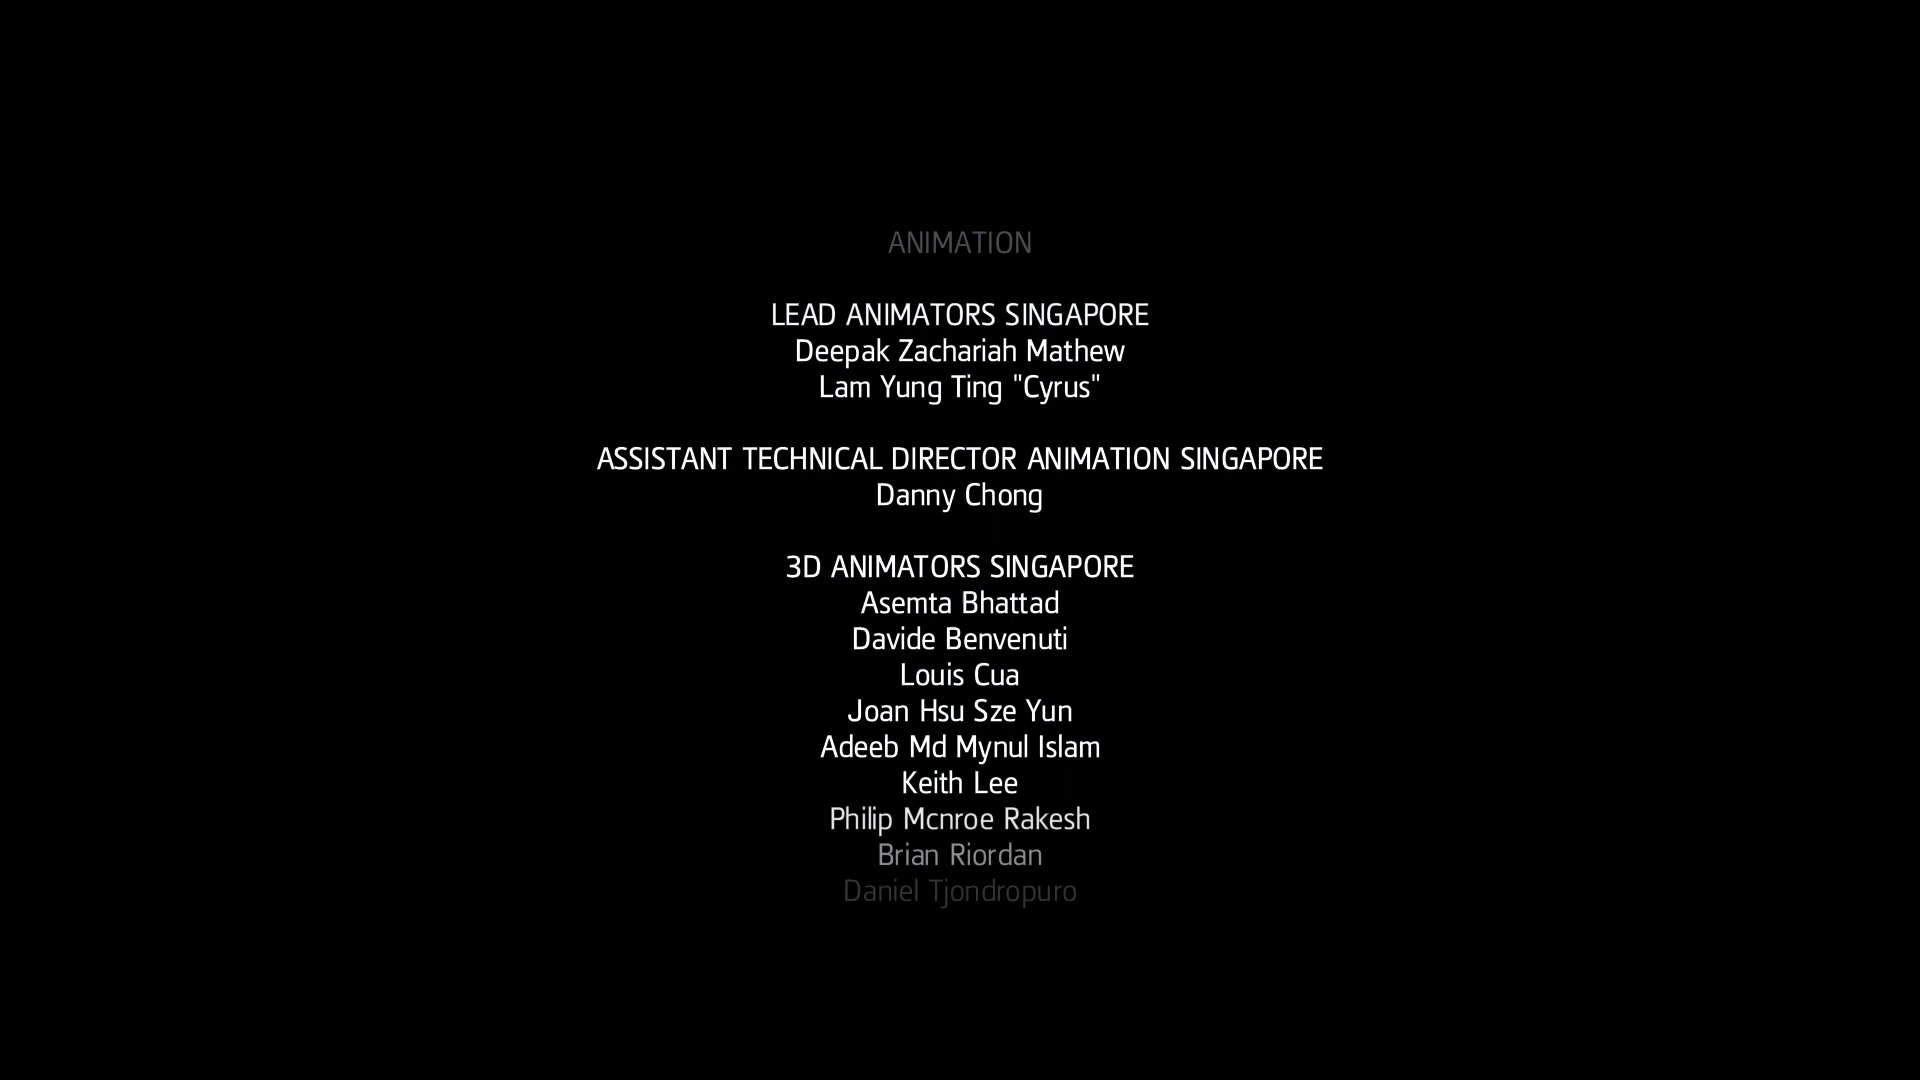 ANIMATION
LEAD ANIMATORS SINGAPORE
Deepak Zachariah Mathew
Lam Yung Ting "Cyrus"
ASSISTANT TECHNICAL DIRECTOR ANIMATION SINGAPORE
Danny Chong
3D ANIMATORS SINGAPORE
Asemta Bhattad
Davide Benvenuti
Louis Cua
Joan Hsu Sze Yun
Adeeb Md Mynul Islam
Keith Lee
Philip Mcnroe Rakesh
Brian Riordan
Daniel Tjondropuro